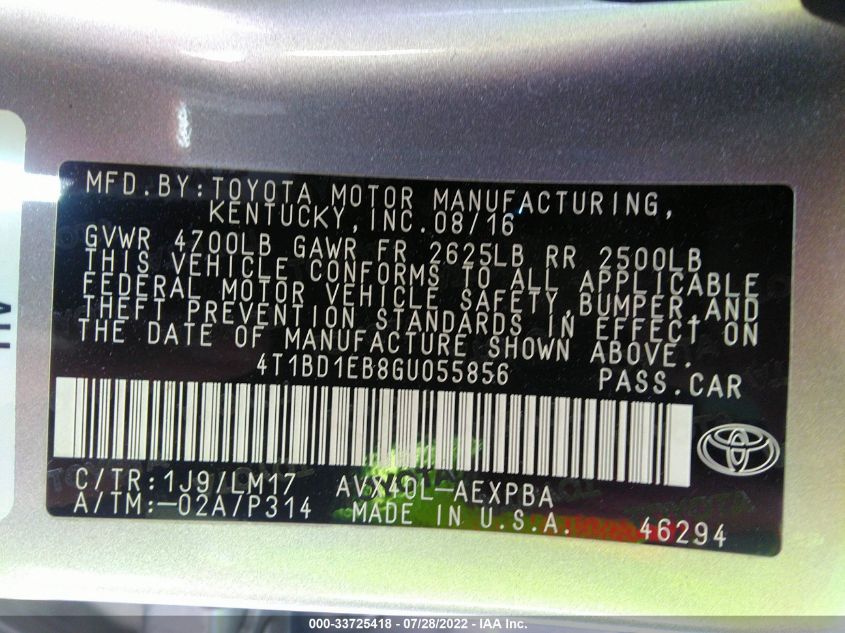 MFD.BY:TOYOTA MOTOR MANUFACTURING,
KENTUCKY,INC.08/16
GVWR 4700LB GAWR FR 2625LB RR 2500LB
THIS VEHICLE CONFORMS TO ALL APPLICABLE
FEDERAL MOTOR VEHICLE SAFETY,BUMPER,AND
THEFT PREVENTION STANDARDS IN EFFECT ON
THE DATE OF MANUFACTURE SHOWN ABOVE.
4T1BD1EB8GU055856 PASS.CAR
C/TR:1J9/LM17 AVX40L-AEXPBA
A/TM:-02A/P314 MADE IN U.S.A. 46294
000-33725418 - 07/28/2022 - IAA Inc.